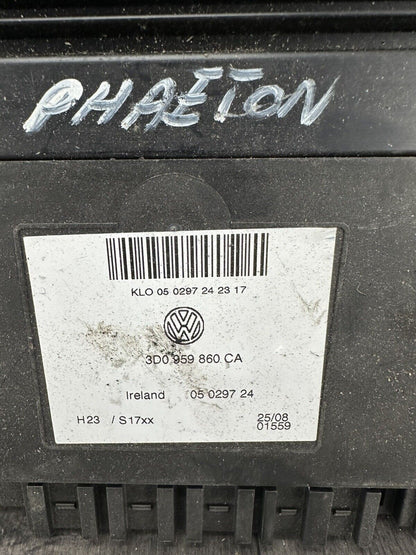 PHAETON
KLO 05 0297 24 23 17
3D0 959 860 CA
Ireland 05 0297 24
H23 / S17xx 25/08
01559